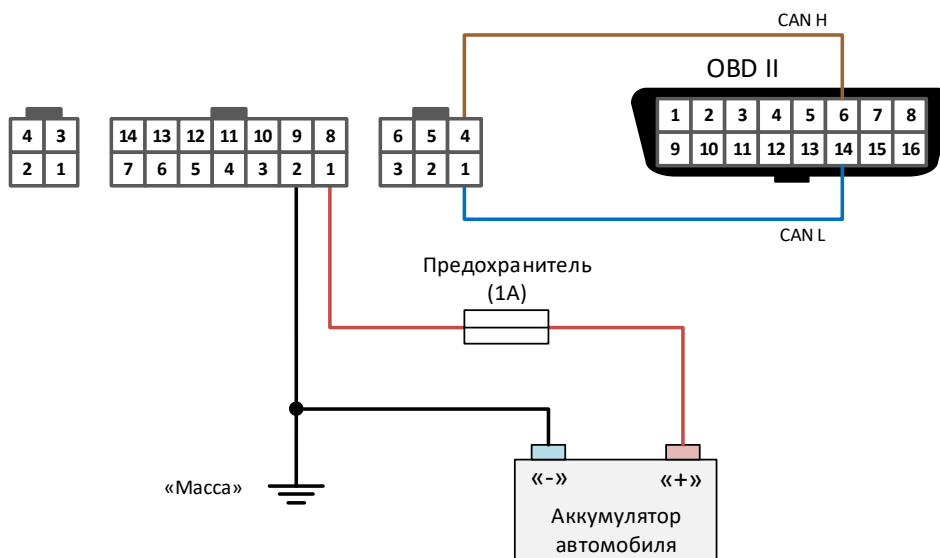 CAN H
OBD II
4 3
2 1
14 13 12 11 10 9 8
7 6 5 4 3 2 1
6 5 4
3 2 1
1 2 3 4 5 6 7 8
9 10 11 12 13 14 15 16
CAN L
Предохранитель
(1А)
«Масса»
«-» «+»
Аккумулятор
автомобиля